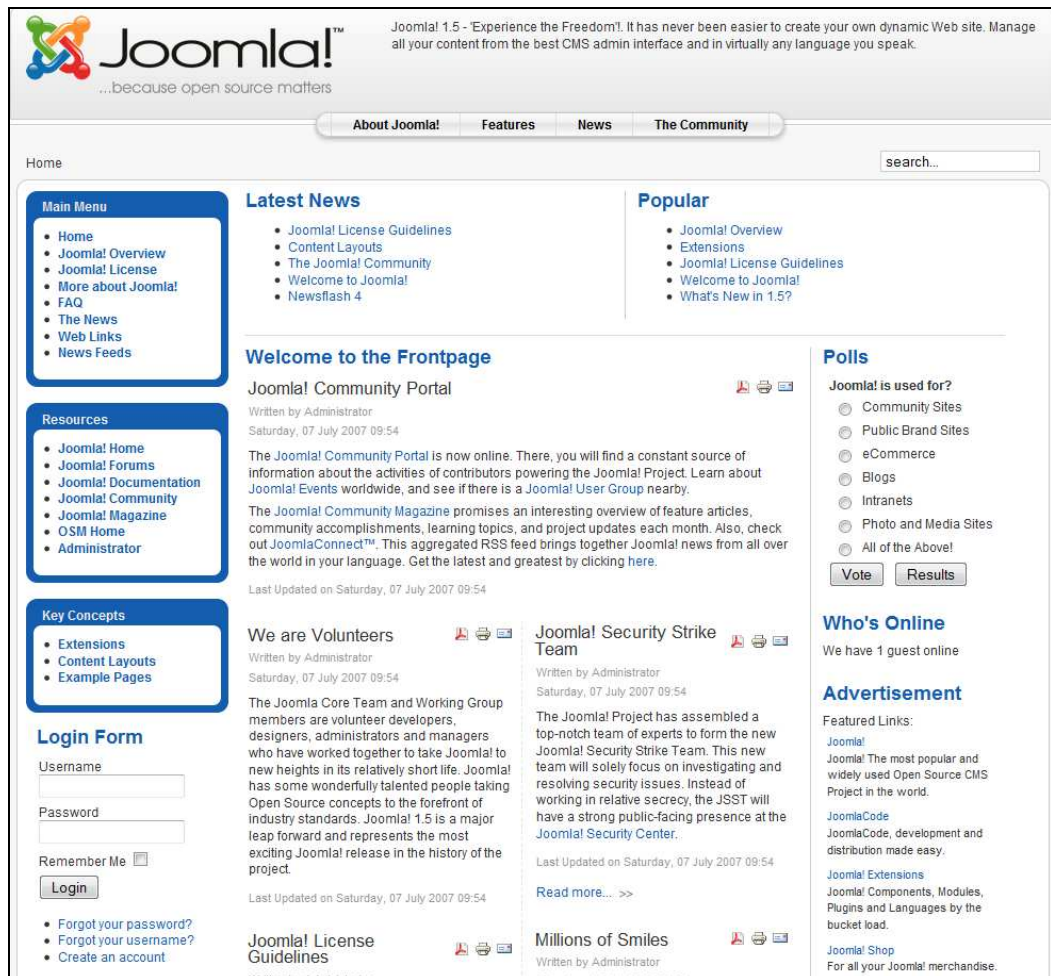 Joomla!™
...because open source matters
Joomla! 1.5 - 'Experience the Freedom'!. It has never been easier to create your own dynamic Web site. Manage
all your content from the best CMS admin interface and in virtually any language you speak.
About Joomla! Features News The Community
Home
search...
Main Menu
Home
Joomla! Overview
Joomla! License
More about Joomla!
FAQ
The News
Web Links
News Feeds
Resources
Joomla! Home
Joomla! Forums
Joomla! Documentation
Joomla! Community
Joomla! Magazine
OSM Home
Administrator
Key Concepts
Extensions
Content Layouts
Example Pages
Login Form
Username
Password
Remember Me
Login
Forgot your password?
Forgot your username?
Create an account
Latest News
Joomla! License Guidelines
Content Layouts
The Joomla! Community
Welcome to Joomla!
Newsflash 4
Popular
Joomla! Overview
Extensions
Joomla! License Guidelines
Welcome to Joomla!
What's New in 1.5?
Welcome to the Frontpage
Joomla! Community Portal
Written by Administrator
Saturday, 07 July 2007 09:54
The Joomla! Community Portal is now online. There, you will find a constant source of
information about the activities of contributors powering the Joomla! Project. Learn about
Joomla! Events worldwide, and see if there is a Joomla! User Group nearby.
The Joomla! Community Magazine promises an interesting overview of feature articles,
community accomplishments, learning topics, and project updates each month. Also, check
out JoomlaConnect™. This aggregated RSS feed brings together Joomla! news from all over
the world in your language. Get the latest and greatest by clicking here.
Last Updated on Saturday, 07 July 2007 09:54
We are Volunteers
Written by Administrator
Saturday, 07 July 2007 09:54
The Joomla Core Team and Working Group
members are volunteer developers,
designers, administrators and managers
who have worked together to take Joomla! to
new heights in its relatively short life. Joomla!
has some wonderfully talented people taking
Open Source concepts to the forefront of
industry standards. Joomla! 1.5 is a major
leap forward and represents the most
exciting Joomla! release in the history of the
project.
Last Updated on Saturday, 07 July 2007 09:54
Joomla! License
Guidelines
Joomla! Security Strike
Team
Written by Administrator
Saturday, 07 July 2007 09:54
The Joomla! Project has assembled a
top-notch team of experts to form the new
Joomla! Security Strike Team. This new
team will solely focus on investigating and
resolving security issues. Instead of
working in relative secrecy, the JSST will
have a strong public-facing presence at the
Joomla! Security Center.
Last Updated on Saturday, 07 July 2007 09:54
Read more... >>
Millions of Smiles
Written by Administrator
Polls
Joomla! is used for?
Community Sites
Public Brand Sites
eCommerce
Blogs
Intranets
Photo and Media Sites
All of the Above!
Vote Results
Who's Online
We have 1 guest online
Advertisement
Featured Links:
Joomla!
Joomla! The most popular and
widely used Open Source CMS
Project in the world.
JoomlaCode
JoomlaCode, development and
distribution made easy.
Joomla! Extensions
Joomla! Components, Modules,
Plugins and Languages by the
bucket load.
Joomla! Shop
For all your Joomla! merchandise.